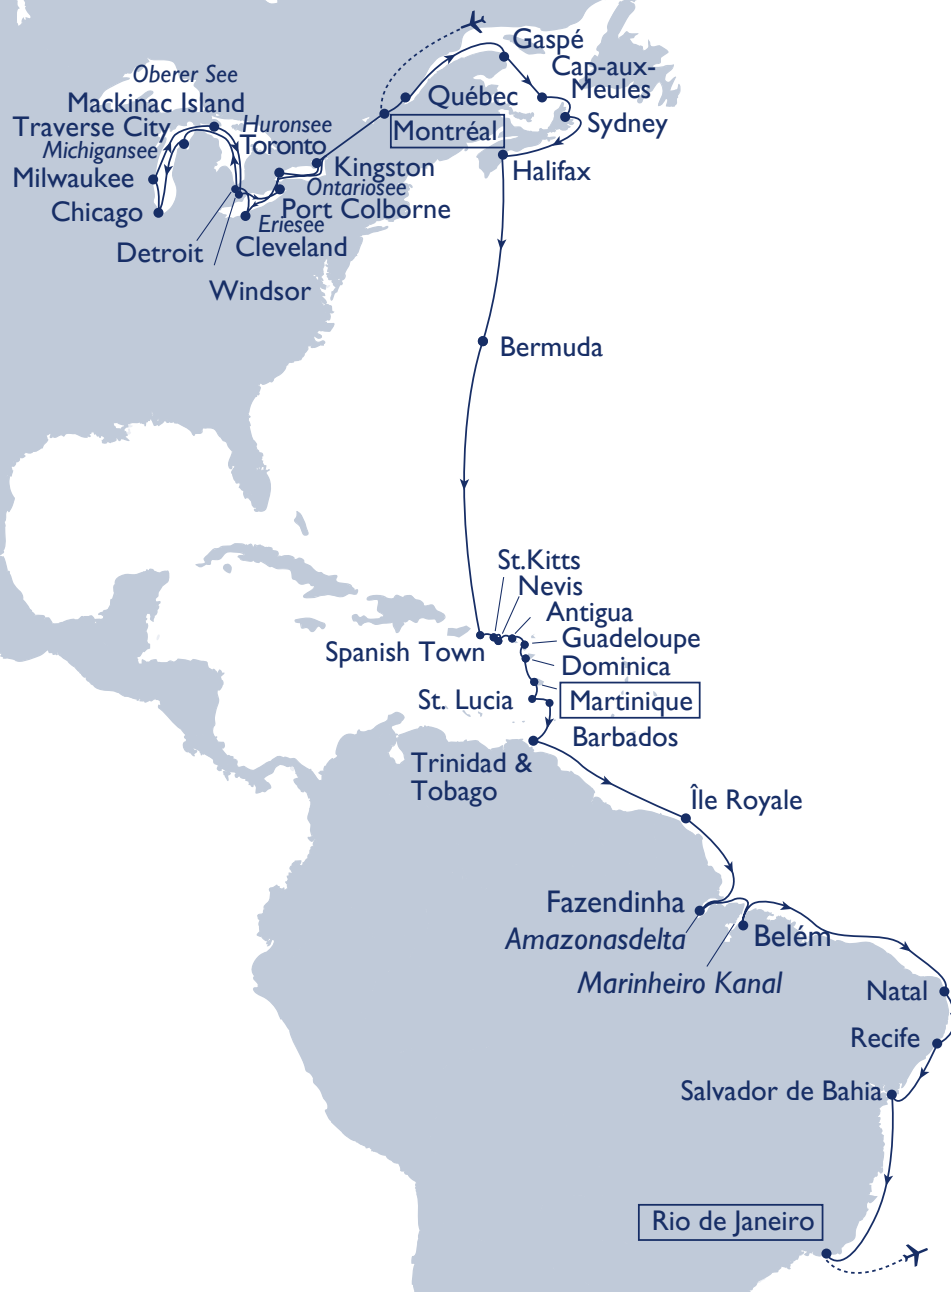 Gaspé
Cap-aux-
Meules
Oberer See
Mackinac Island
Québec
Traverse City
Huronsee
Montréal
Sydney
Toronto
Michigansee
Kingston
Halifax
Milwaukee
Ontariosee
Chicago
Port Colborne
Eriesee
Detroit
Cleveland
Windsor
Bermuda
St.Kitts
Nevis
Antigua
Guadeloupe
Spanish Town
Dominica
St. Lucia
Martinique
Barbados
Trinidad &
Tobago
Île Royale
Fazendinha
Amazonasdelta
Belém
Marinheiro Kanal
Natal
Recife
Salvador de Bahia
Rio de Janeiro